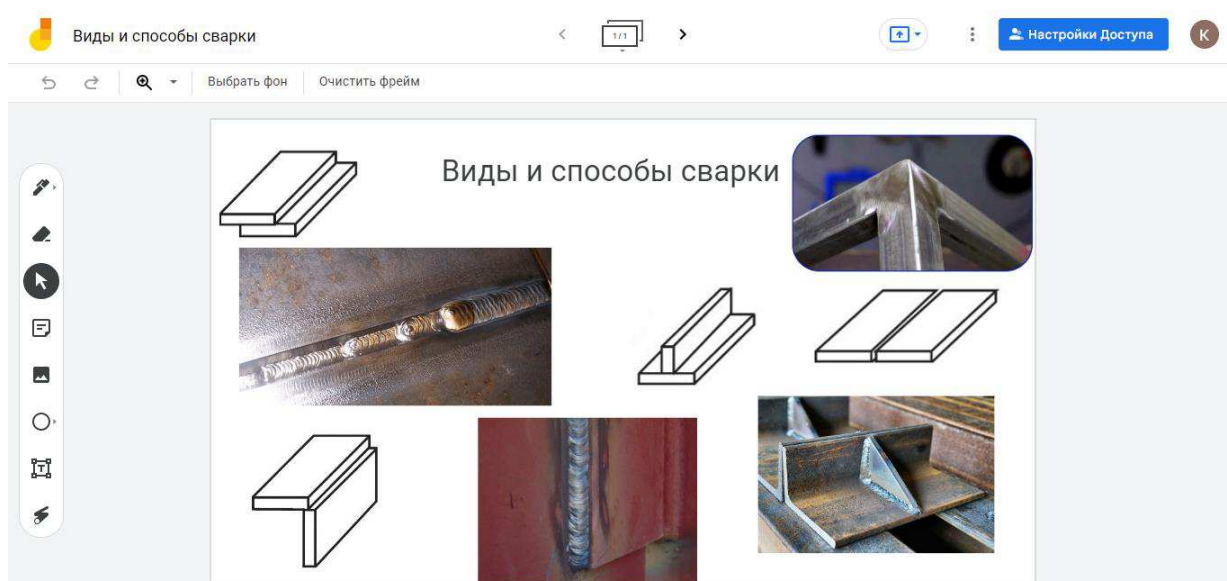 Виды и способы сварки
1/1
Настройки Доступа
К
Выбрать фон
Очистить фрейм
Виды и способы сварки